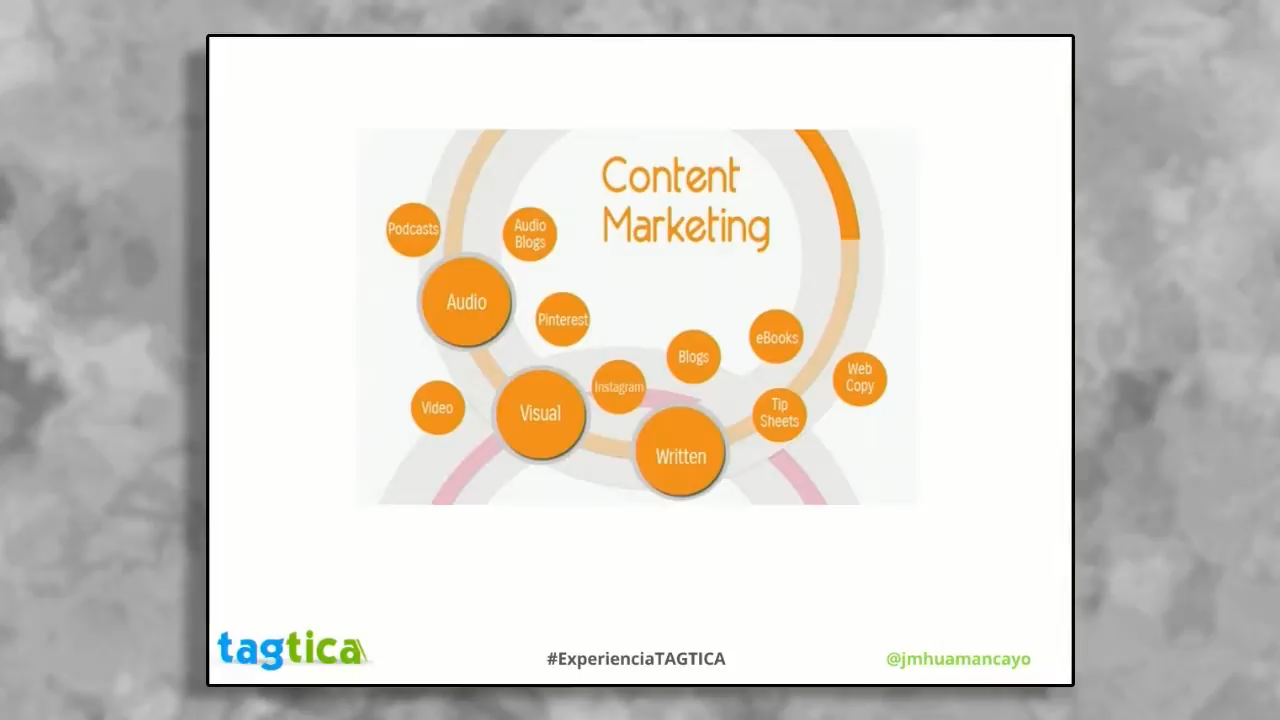 Content
Marketing
Podcasts
Audio
Blogs
Audio
Pinterest
Video
Visual
Instagram
Blogs
Written
eBooks
Tip
Sheets
Web
Copy
tagtica
#ExperienciaTAGTICA
@jmhuamancayo